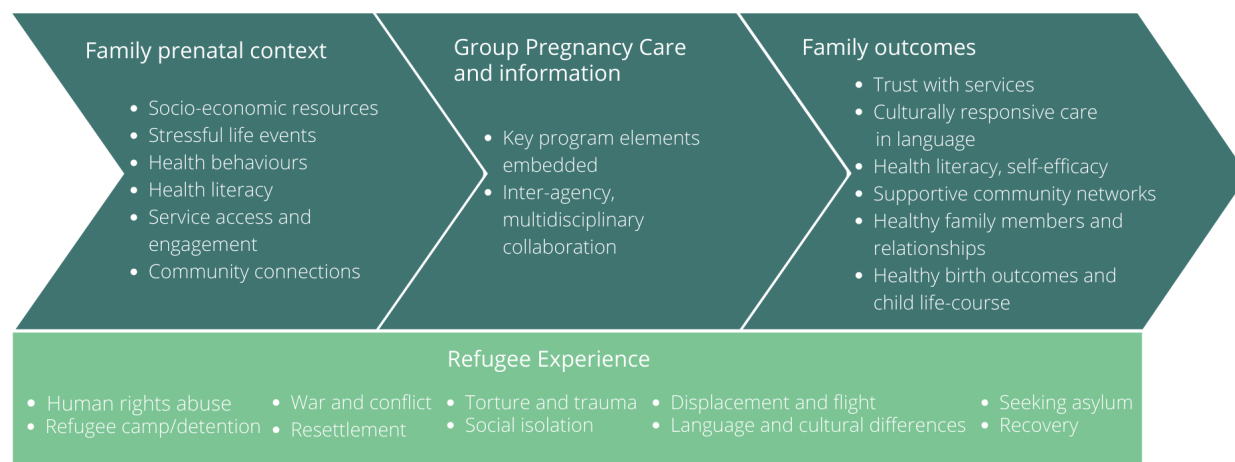 Family prenatal context
• Socio-economic resources
• Stressful life events
• Health behaviours
• Health literacy
• Service access and
engagement
• Community connections
Group Pregnancy Care
and information
• Key program elements
embedded
• Inter-agency,
multidisciplinary
collaboration
Family outcomes
• Trust with services
• Culturally responsive care
in language
• Health literacy, self-efficacy
• Supportive community networks
• Healthy family members and
relationships
• Healthy birth outcomes and
child life-course
Refugee Experience
• Human rights abuse
• Refugee camp/detention
• War and conflict
• Resettlement
• Torture and trauma
• Social isolation
• Displacement and flight
• Language and cultural differences
• Seeking asylum
• Recovery